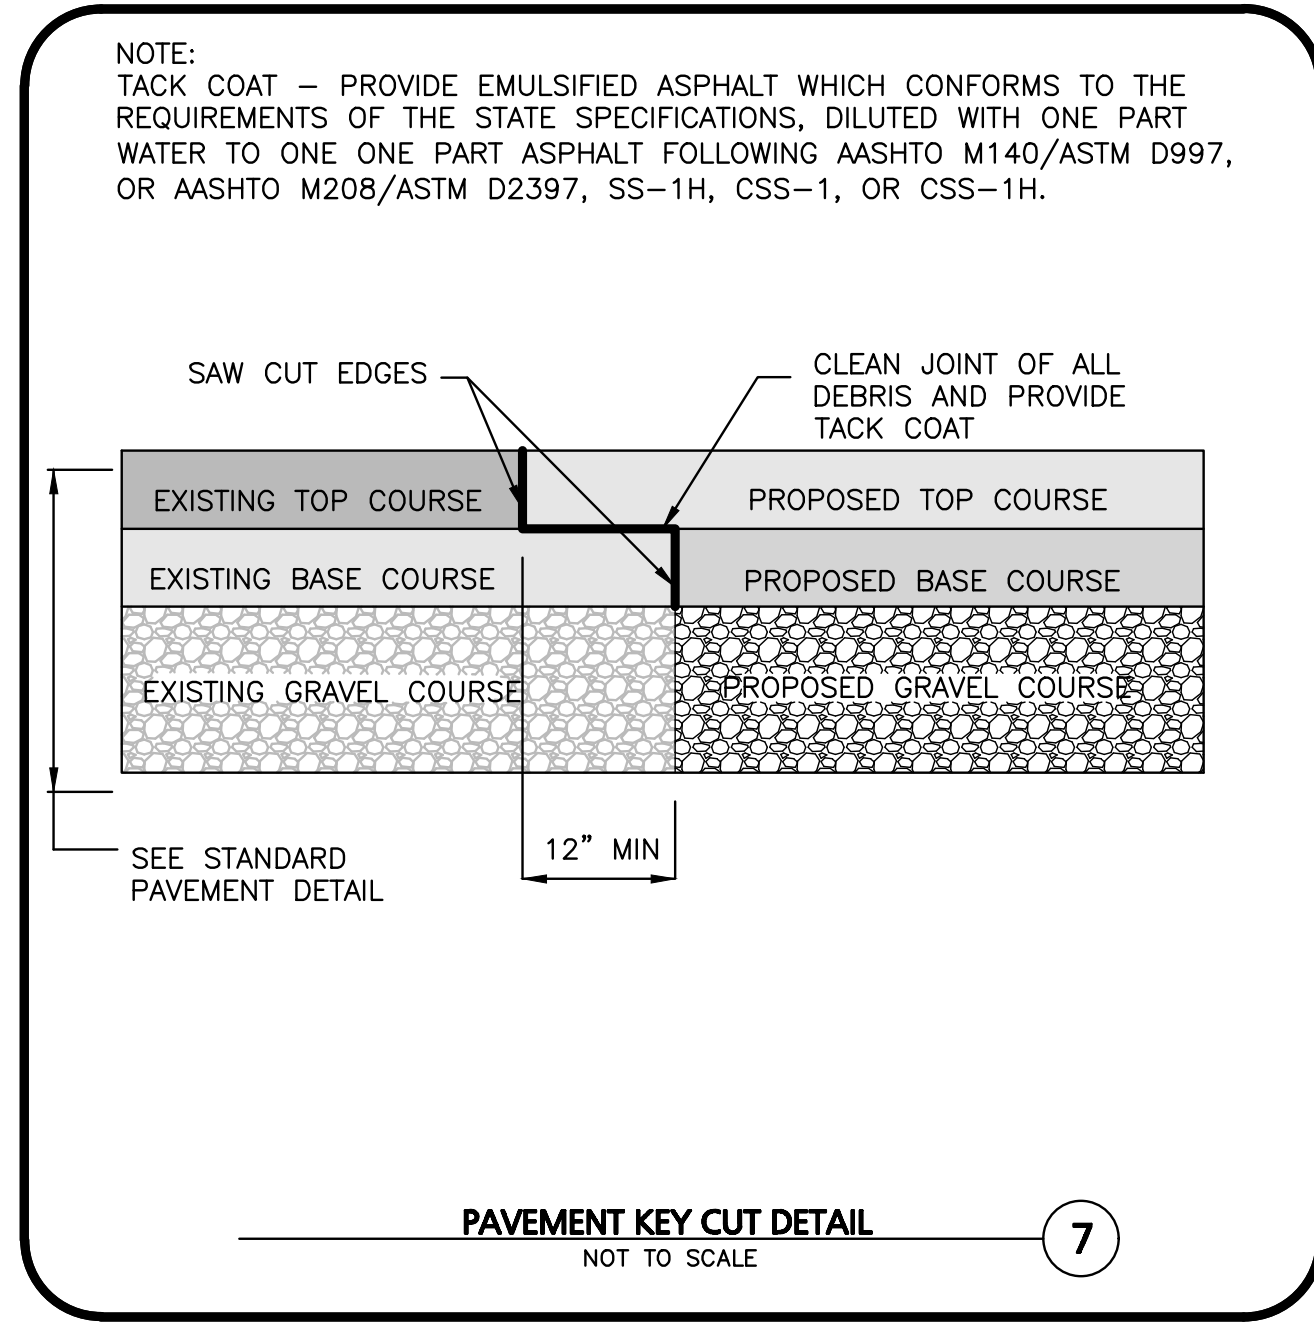 NOTE:
TACK COAT – PROVIDE EMULSIFIED ASPHALT WHICH CONFORMS TO THE
REQUIREMENTS OF THE STATE SPECIFICATIONS, DILUTED WITH ONE PART
WATER TO ONE ONE PART ASPHALT FOLLOWING AASHTO M140/ASTM D997,
OR AASHTO M208/ASTM D2397, SS–1H, CSS–1, OR CSS–1H.
SAW CUT EDGES
CLEAN JOINT OF ALL
DEBRIS AND PROVIDE
TACK COAT
EXISTING TOP COURSE
PROPOSED TOP COURSE
EXISTING BASE COURSE
PROPOSED BASE COURSE
EXISTING GRAVEL COURSE
PROPOSED GRAVEL COURSE
12” MIN
SEE STANDARD
PAVEMENT DETAIL
PAVEMENT KEY CUT DETAIL
NOT TO SCALE
7